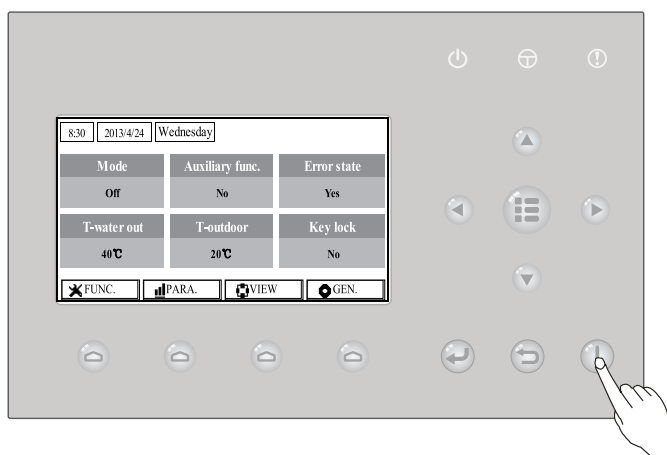 8:30 2013/4/24 Wednesday
Mode Auxiliary func. Error state
Off No Yes
T-water out T-outdoor Key lock
40℃ 20℃ No
FUNC. PARA. VIEW GEN.